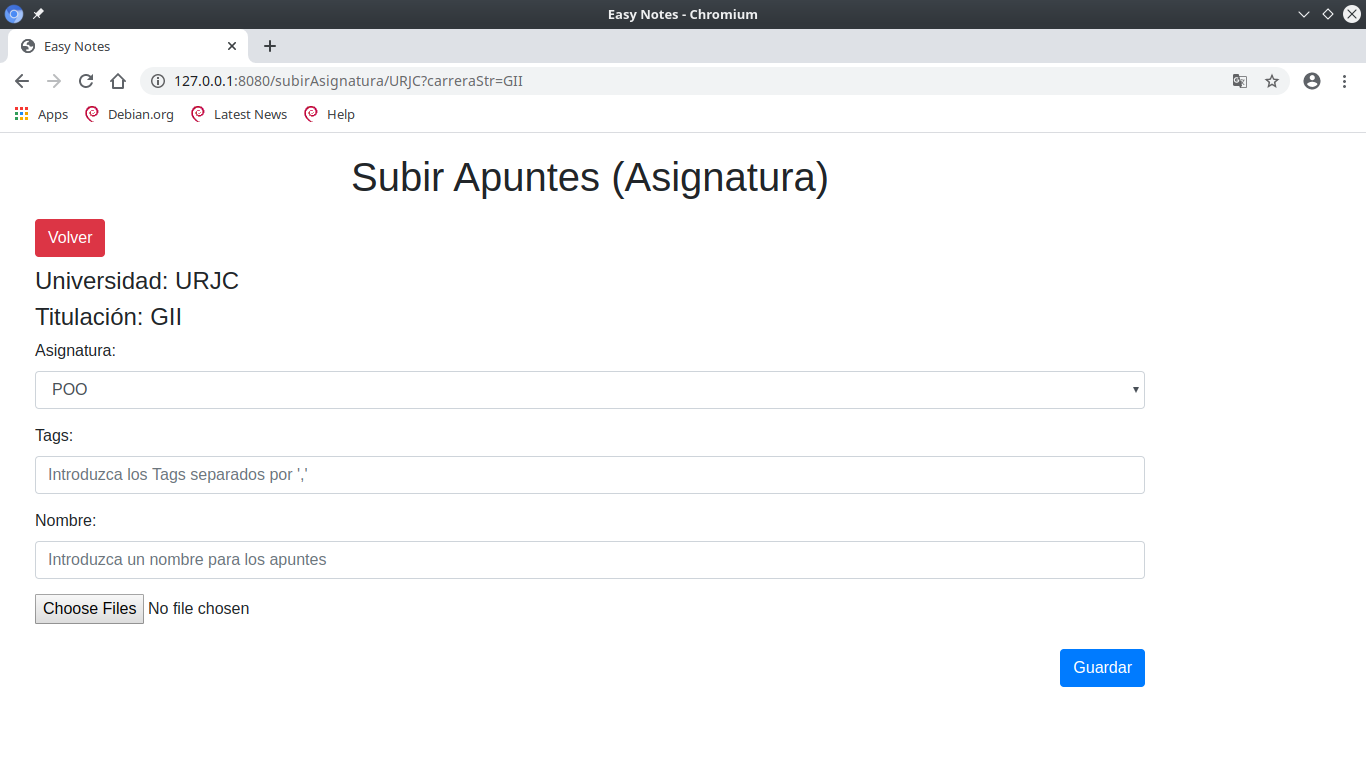 Easy Notes - Chromium
Easy Notes
127.0.0.1:8080/subirAsignatura/URJC?carreraStr=GII
Apps Debian.org Latest News Help
Subir Apuntes (Asignatura)
Volver
Universidad: URJC
Titulación: GII
Asignatura:
POO
Tags:
Introduzca los Tags separados por ','
Nombre:
Introduzca un nombre para los apuntes
Choose Files No file chosen
Guardar